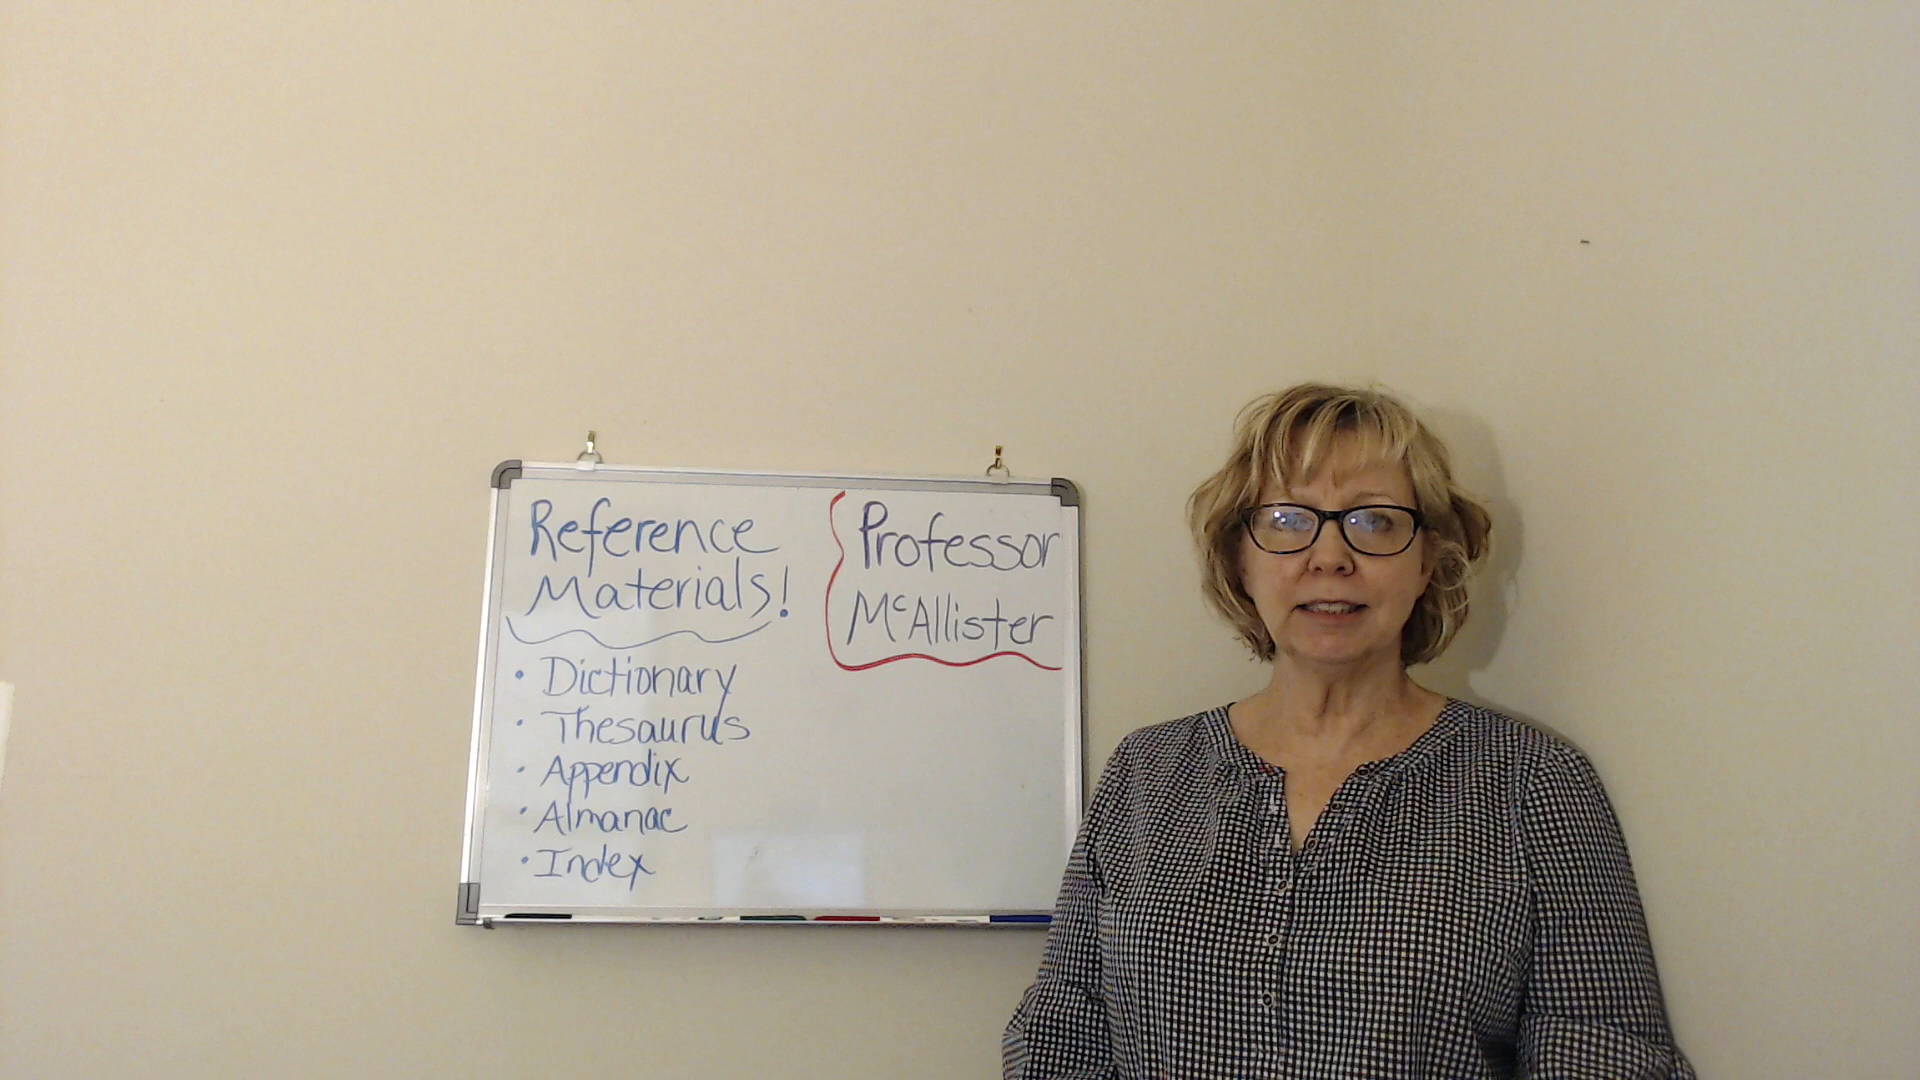 Reference
Materials!
• Dictionary
• Thesaurus
• Appendix
• Almanac
• Index
Professor
McAllister